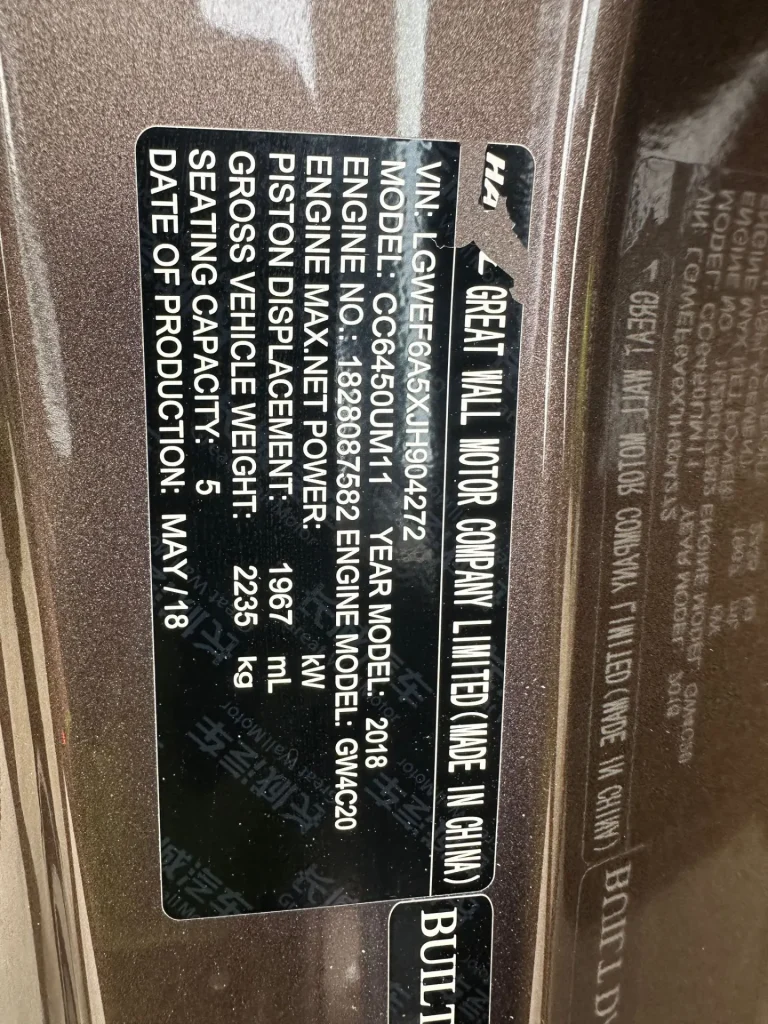 HA
GREAT WALL MOTOR COMPANY LIMITED(MADE IN CHINA)
VIN: LGWEF6A5XJH904272
MODEL: CC6450UM11 YEAR MODEL: 2018
ENGINE NO.: 1828087582 ENGINE MODEL: GW4C20
ENGINE MAX.NET POWER: kW
PISTON DISPLACEMENT: 1967 mL
GROSS VEHICLE WEIGHT: 2235 kg
SEATING CAPACITY: 5
DATE OF PRODUCTION: MAY / 18
BUILT